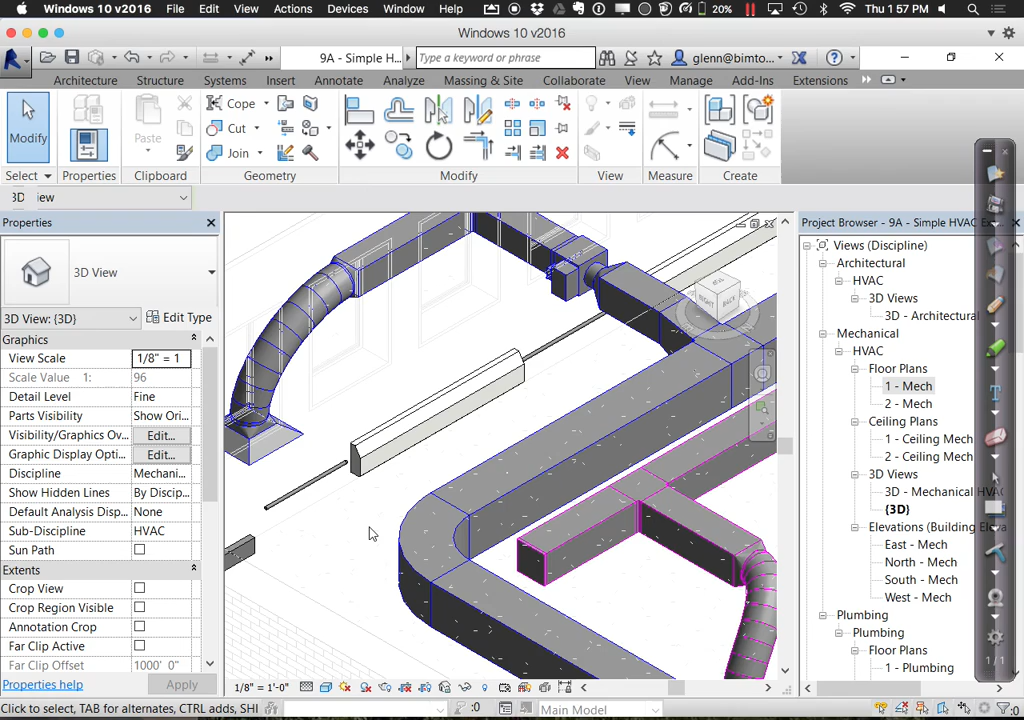 Windows 10 v2016 File Edit View Actions Devices Window Help 20% Thu 1:57 PM
Windows 10 v2016
9A - Simple H... Type a keyword or phrase glenn@bimto...
Architecture Structure Systems Insert Annotate Analyze Massing & Site Collaborate View Manage Add-Ins Extensions
Modify
Paste
Cope
Cut
Join
Select Properties Clipboard Geometry Modify View Measure Create
3D iew
Properties
3D View
3D View: {3D} Edit Type
Graphics
View Scale 1/8" = 1
Scale Value 1: 96
Detail Level Fine
Parts Visibility Show Ori...
Visibility/Graphics Ov... Edit...
Graphic Display Opti... Edit...
Discipline Mechani...
Show Hidden Lines By Discip...
Default Analysis Disp... None
Sub-Discipline HVAC
Sun Path
Extents
Crop View
Crop Region Visible
Annotation Crop
Far Clip Active
Far Clip Offset 1000' 0"
Properties help Apply
RIGHT BACK
1/8" = 1'-0"
Project Browser - 9A - Simple HVAC E
Views (Discipline)
Architectural
HVAC
3D Views
3D - Architectura
Mechanical
HVAC
Floor Plans
1 - Mech
2 - Mech
Ceiling Plans
1 - Ceiling Mech
2 - Ceiling Mech
3D Views
3D - Mechanical HVAC
{3D}
Elevations (Building Eleva
East - Mech
North - Mech
South - Mech
West - Mech
Plumbing
Plumbing
Floor Plans
1 - Plumbing
1 / 1
Click to select, TAB for alternates, CTRL adds, SHI :0 Main Model :0